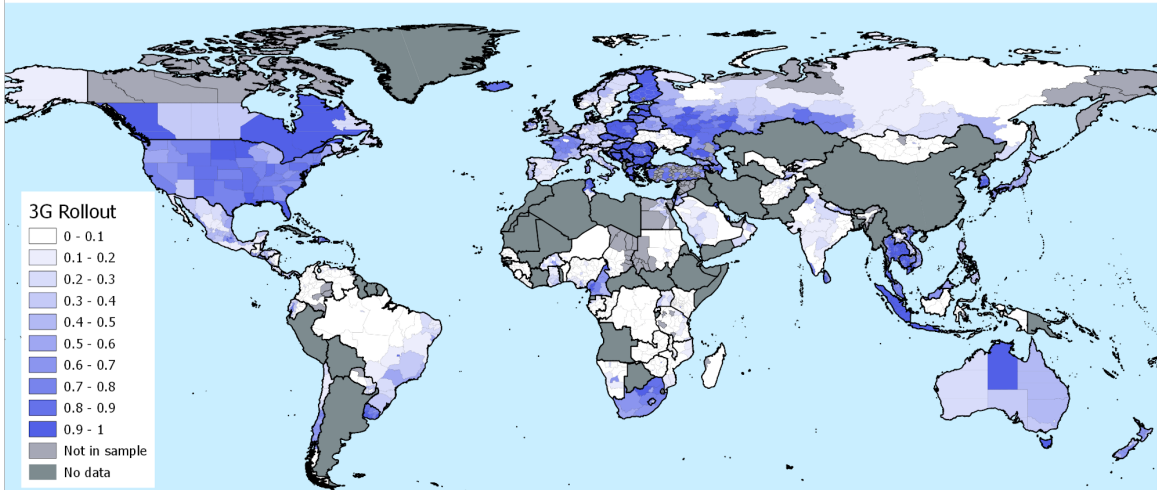 3G Rollout
0 - 0.1
0.1 - 0.2
0.2 - 0.3
0.3 - 0.4
0.4 - 0.5
0.5 - 0.6
0.6 - 0.7
0.7 - 0.8
0.8 - 0.9
0.9 - 1
Not in sample
No data